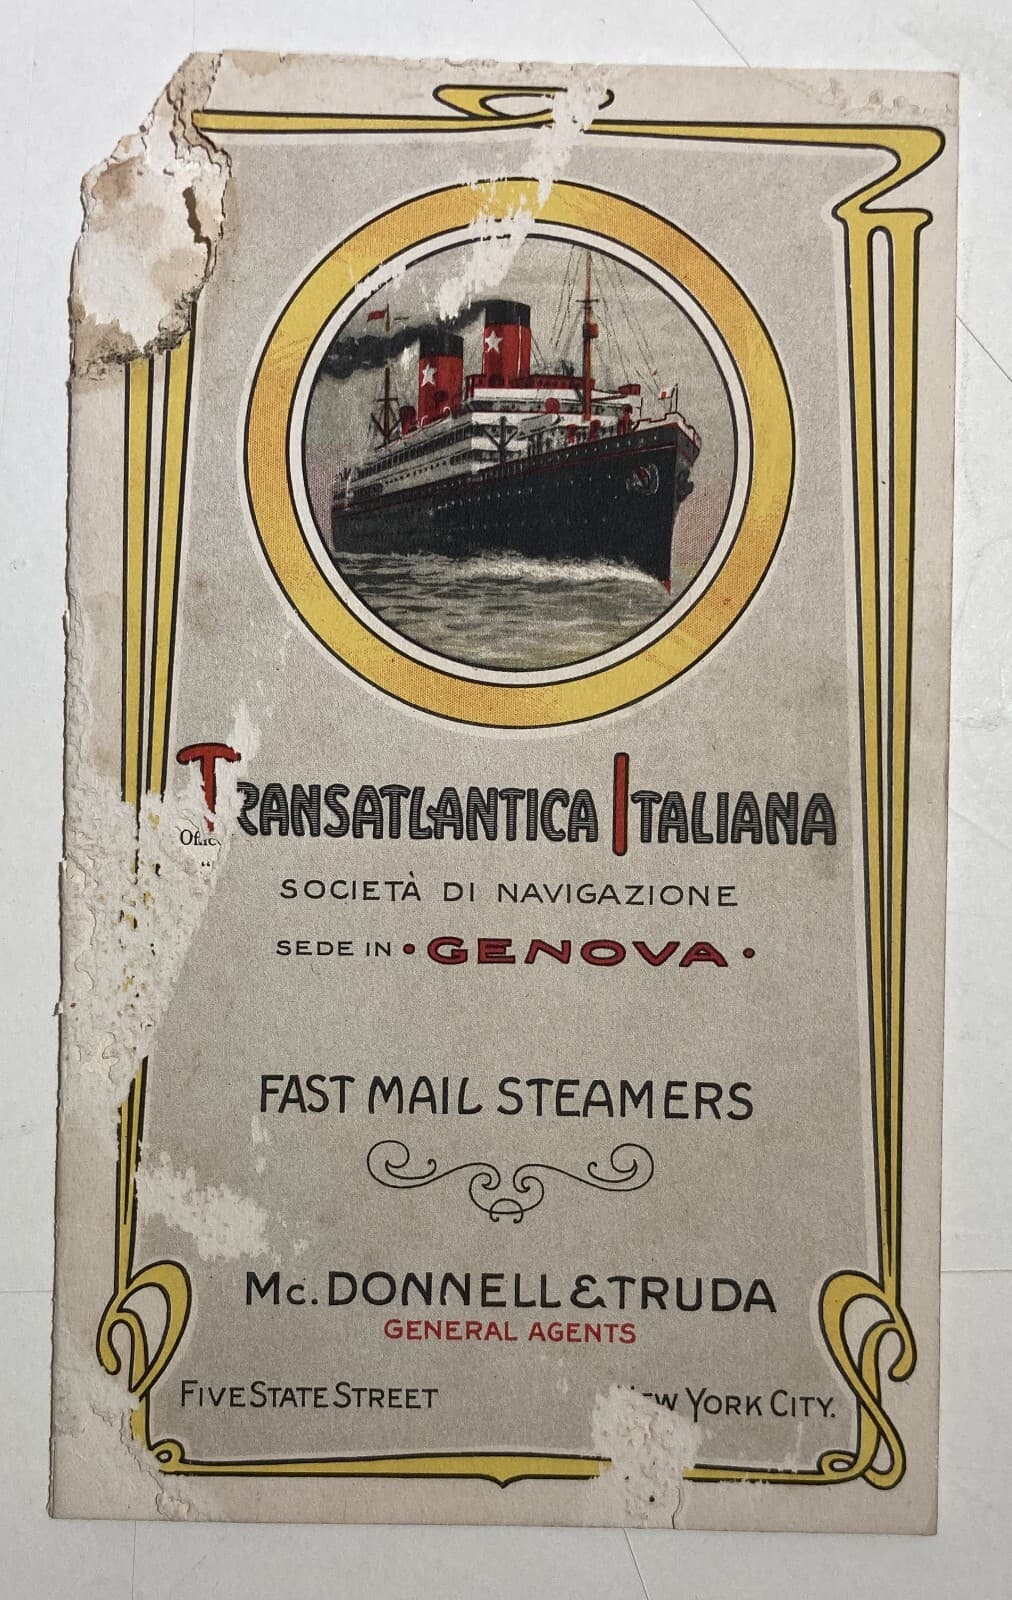 TRANSATLANTICA ITALIANA
SOCIETÀ DI NAVIGAZIONE
SEDE IN • GENOVA •
FAST MAIL STEAMERS
Mc. DONNELL & TRUDA
GENERAL AGENTS
FIVE STATE STREET NEW YORK CITY.